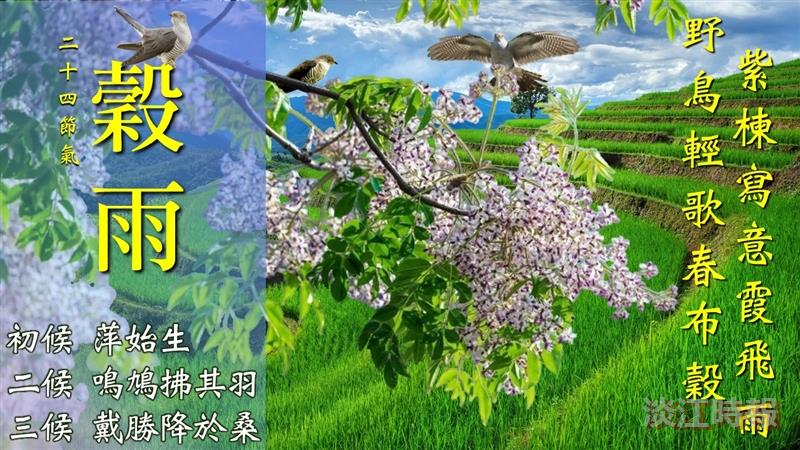 二十四節氣
穀雨
初候 萍始生
二候 鳴鳩拂其羽
三候 戴勝降於桑
紫楝寫意霞飛雨
野鳥輕歌春布穀
淡江時報